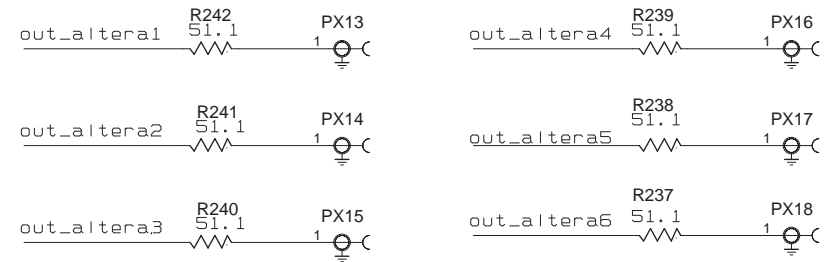 R242 PX13
out_altera1 51.1 1
R241 PX14
out_altera2 51.1 1
R240 PX15
out_altera3 51.1 1
R239 PX16
out_altera4 51.1 1
R238 PX17
out_altera5 51.1 1
R237 PX18
out_altera6 51.1 1